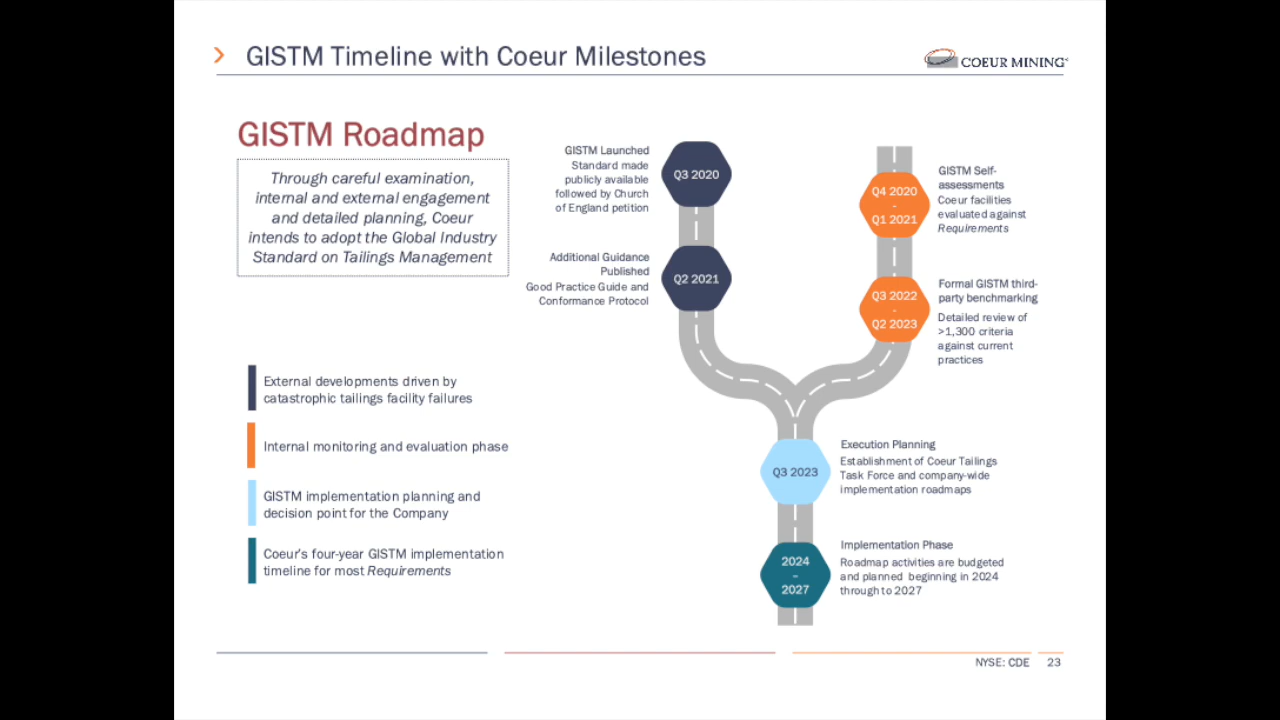 GISTM Timeline with Coeur Milestones
COEUR MINING
GISTM Roadmap
Through careful examination,
internal and external engagement
and detailed planning, Coeur
intends to adopt the Global Industry
Standard on Tailings Management
External developments driven by
catastrophic tailings facility failures
Internal monitoring and evaluation phase
GISTM implementation planning and
decision point for the Company
Coeur's four-year GISTM implementation
timeline for most Requirements
GISTM Launched
Standard made
publicly available
followed by Church
of England petition
Q3 2020
Additional Guidance
Published
Good Practice Guide and
Conformance Protocol
Q2 2021
Q4 2020
-
Q1 2021
GISTM Self-
assessments
Coeur facilities
evaluated against
Requirements
Q3 2022
-
Q2 2023
Formal GISTM third-
party benchmarking
Detailed review of
>1,300 criteria
against current
practices
Q3 2023
Execution Planning
Establishment of Coeur Tailings
Task Force and company-wide
implementation roadmaps
2024
–
2027
Implementation Phase
Roadmap activities are budgeted
and planned beginning in 2024
through to 2027
NYSE: CDE 23